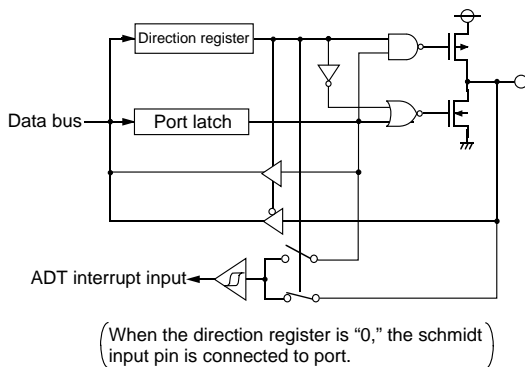 Direction register
Data bus
Port latch
ADT interrupt input
When the direction register is “0,” the schmidt
input pin is connected to port.